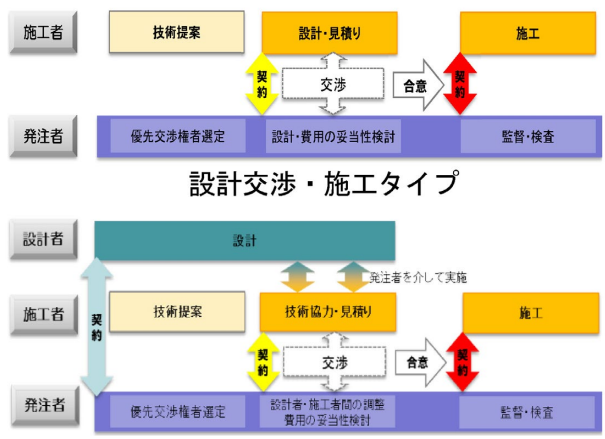 施工者
技術提案
設計・見積り
施工
契約
交渉
合意
契約
発注者
優先交渉権者選定
設計・費用の妥当性検討
監督・検査
設計交渉・施工タイプ
設計者
設計
発注者を介して実施
契約
施工者
技術提案
技術協力・見積り
施工
契約
交渉
合意
契約
発注者
優先交渉権者選定
設計者・施工者間の調整
費用の妥当性検討
監督・検査